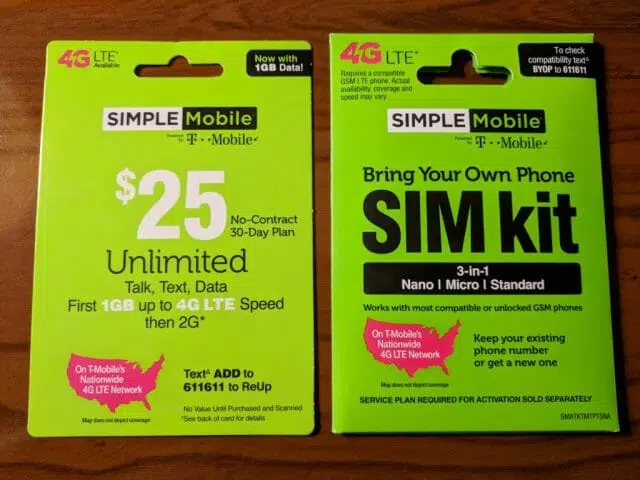 4G LTE†
Available
Now with
1GB Data!
SIMPLE Mobile®
Powered by T··Mobile®
$25
No-Contract
30-Day Plan
Unlimited
Talk, Text, Data
First 1GB up to 4G LTE Speed
then 2G*
On T-Mobile's
Nationwide
4G LTE Network
Map does not depict coverage.
Text∆ ADD to
611611 to ReUp
No Value Until Purchased and Scanned
*See back of card for details
4G LTE*
Requires a compatible
GSM LTE phone. Actual
availability, coverage and
speed may vary.
To check
compatibility text∆
BYOP to 611611
SIMPLE Mobile®
Powered by T··Mobile®
Bring Your Own Phone
SIM kit
3-in-1
Nano | Micro | Standard
Works with most compatible or unlocked GSM phones
On T-Mobile's
Nationwide
4G LTE Network
Map does not depict coverage.
Keep your existing
phone number
or get a new one
SERVICE PLAN REQUIRED FOR ACTIVATION SOLD SEPARATELY
SMATKTMTPT5NA